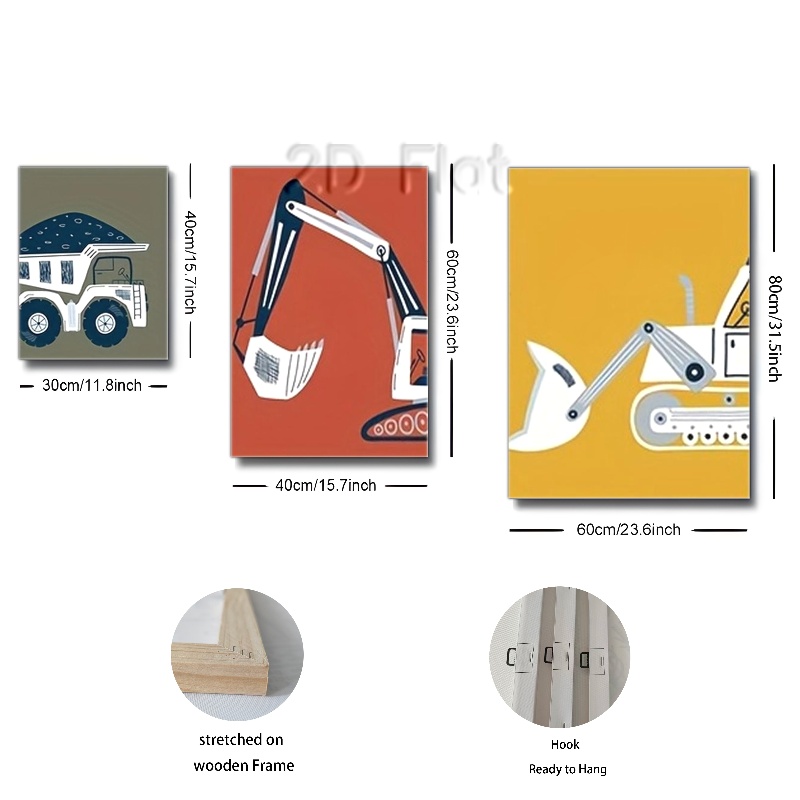 2D Flat
40cm/15.7inch
30cm/11.8inch
60cm/23.6inch
40cm/15.7inch
80cm/31.5inch
60cm/23.6inch
stretched on
wooden Frame
Hook
Ready to Hang